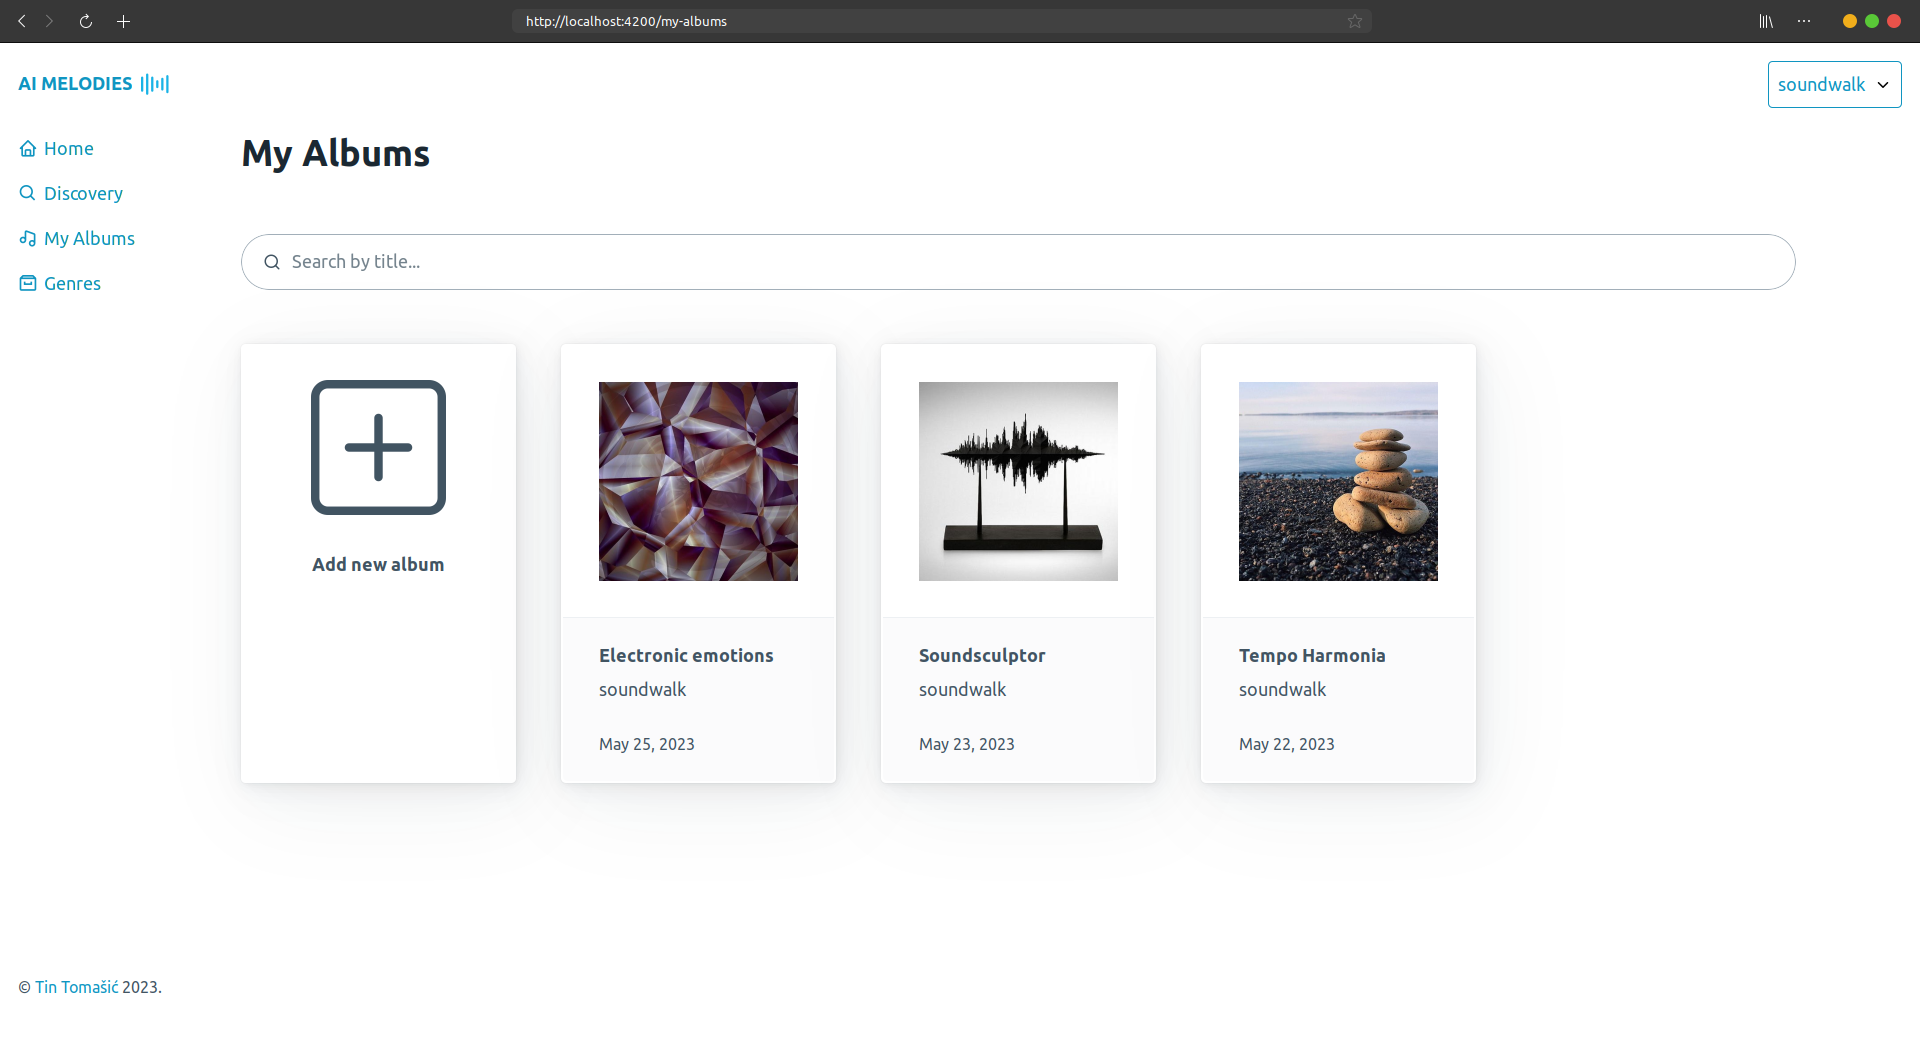 http://localhost:4200/my-albums
AI MELODIES
soundwalk
Home
Discovery
My Albums
Genres
My Albums
Search by title...
Add new album
Electronic emotions
soundwalk
May 25, 2023
Soundsculptor
soundwalk
May 23, 2023
Tempo Harmonia
soundwalk
May 22, 2023
© Tin Tomašić 2023.